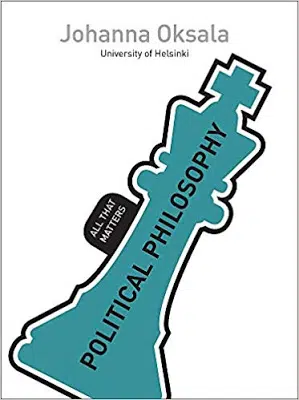 Johanna Oksala
University of Helsinki
ALL THAT
MATTERS
POLITICAL PHILOSOPHY